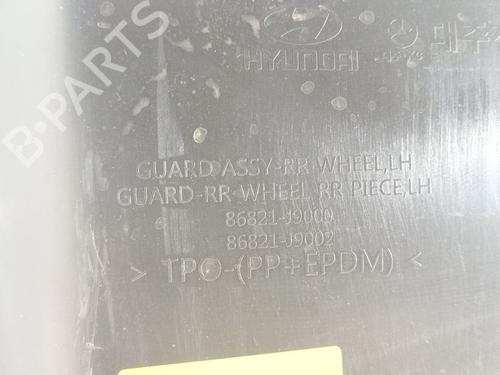 HYUNDAI
GUARD ASSY-RR WHEEL,LH
GUARD-RR WHEEL RR PIECE,LH
86821-J9000
86821-J9002
> TPO-(PP+EPDM) <
B-PARTS